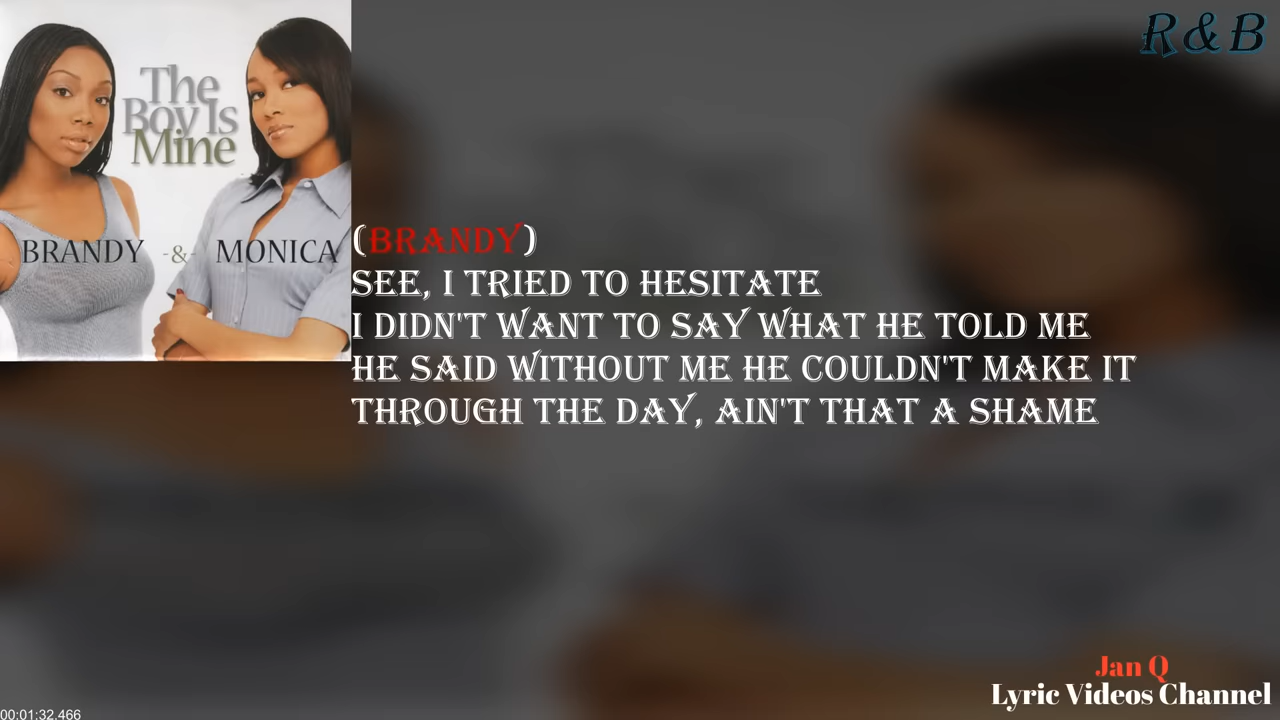 R&B
The
Boy Is
Mine
BRANDY -&- MONICA
(BRANDY)
SEE, I TRIED TO HESITATE
I DIDN'T WANT TO SAY WHAT HE TOLD ME
HE SAID WITHOUT ME HE COULDN'T MAKE IT
THROUGH THE DAY, AIN'T THAT A SHAME
Jan Q
Lyric Videos Channel
00:01:32.466